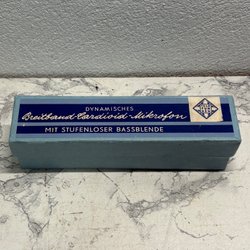 DYNAMISCHES
Breitband-Cardioid-Mikrofon
MIT STUFENLOSER BASSBLENDE